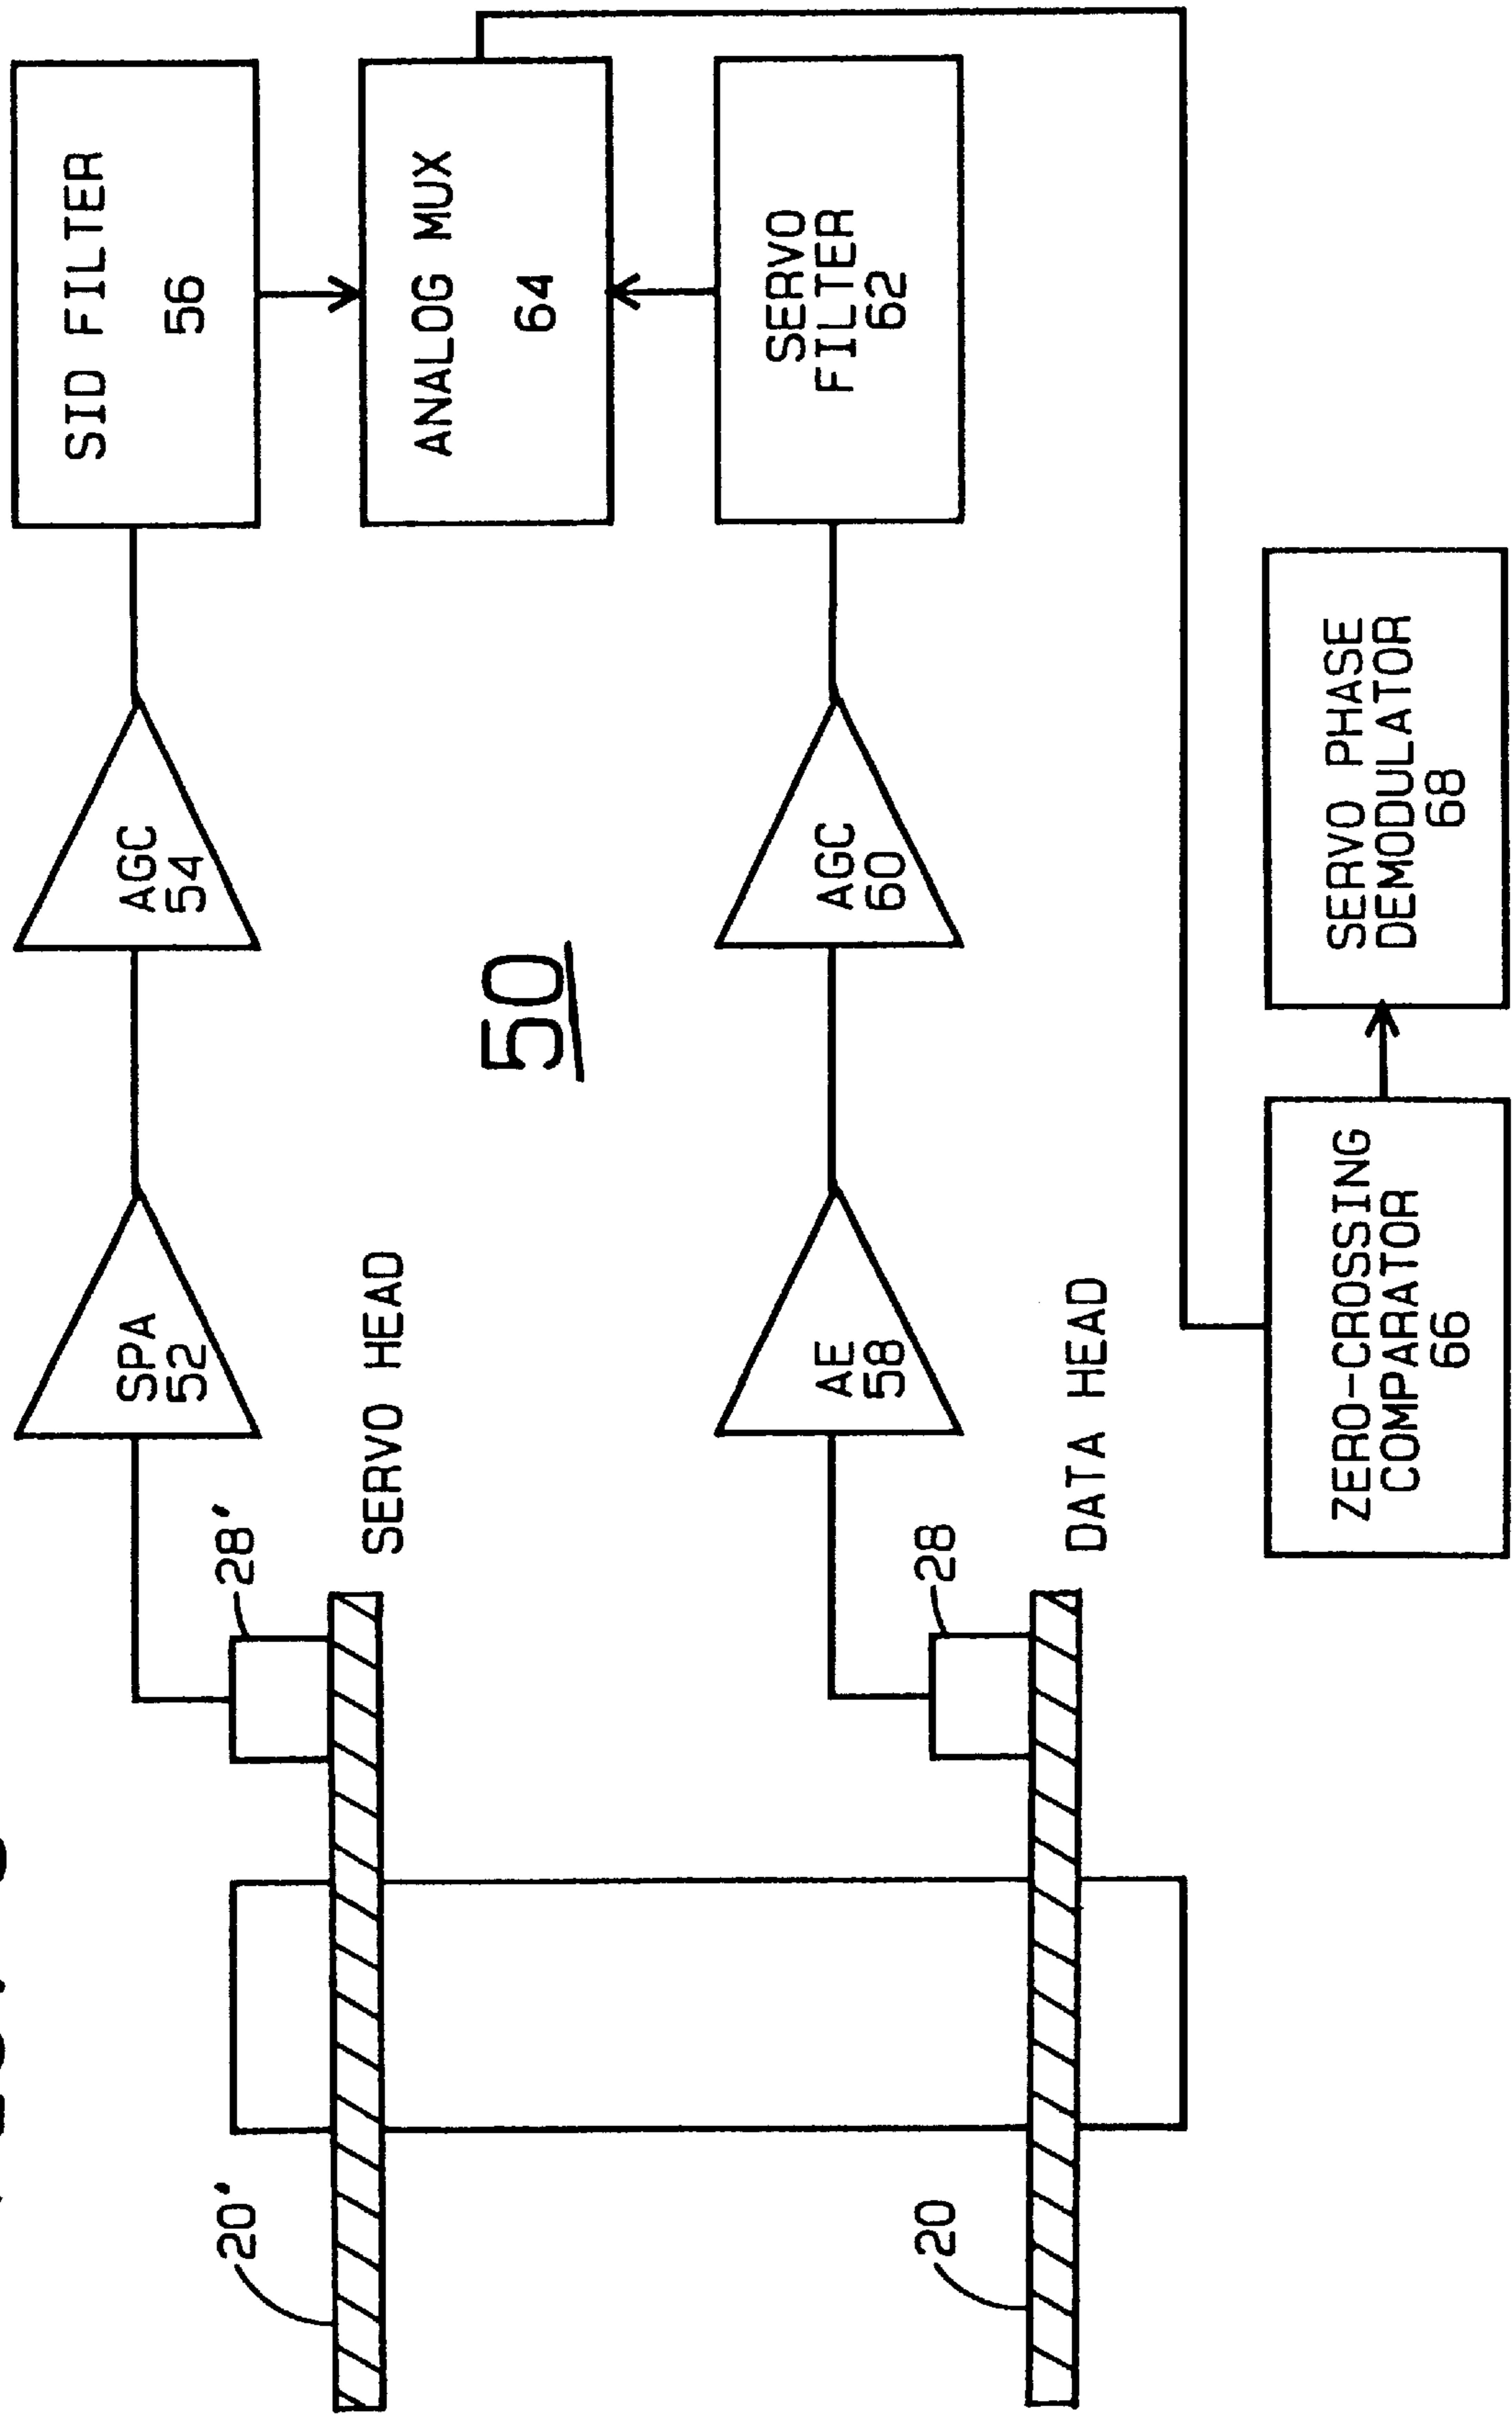 SPA
52
AGC
54
SID FILTER
56
28'
SERVO HEAD
20'
ANALOG MUX
64
50
AE
58
AGC
60
SERVO
FILTER
62
28
DATA HEAD
20
ZERO-CROSSING
COMPARATOR
66
SERVO PHASE
DEMODULATOR
68